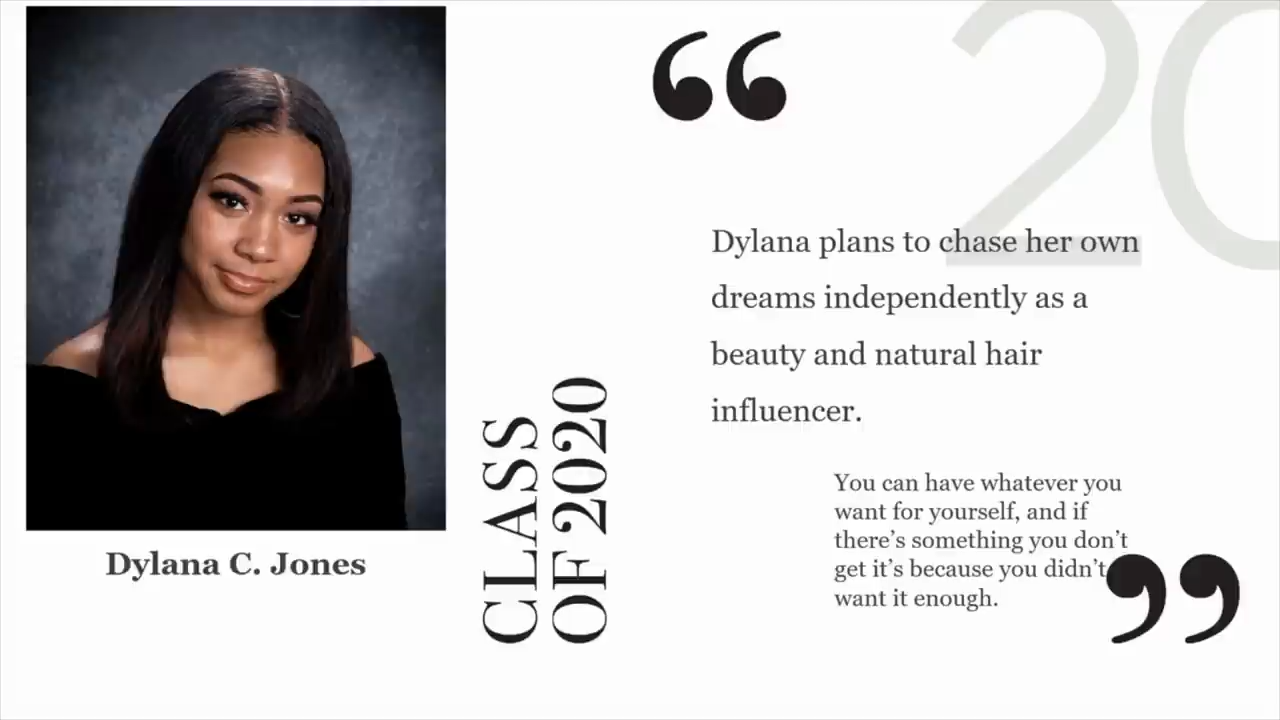 20
Dylana plans to chase her own
dreams independently as a
beauty and natural hair
influencer.
You can have whatever you
want for yourself, and if
there’s something you don’t
get it’s because you didn’t
want it enough.
CLASS
OF 2020
Dylana C. Jones